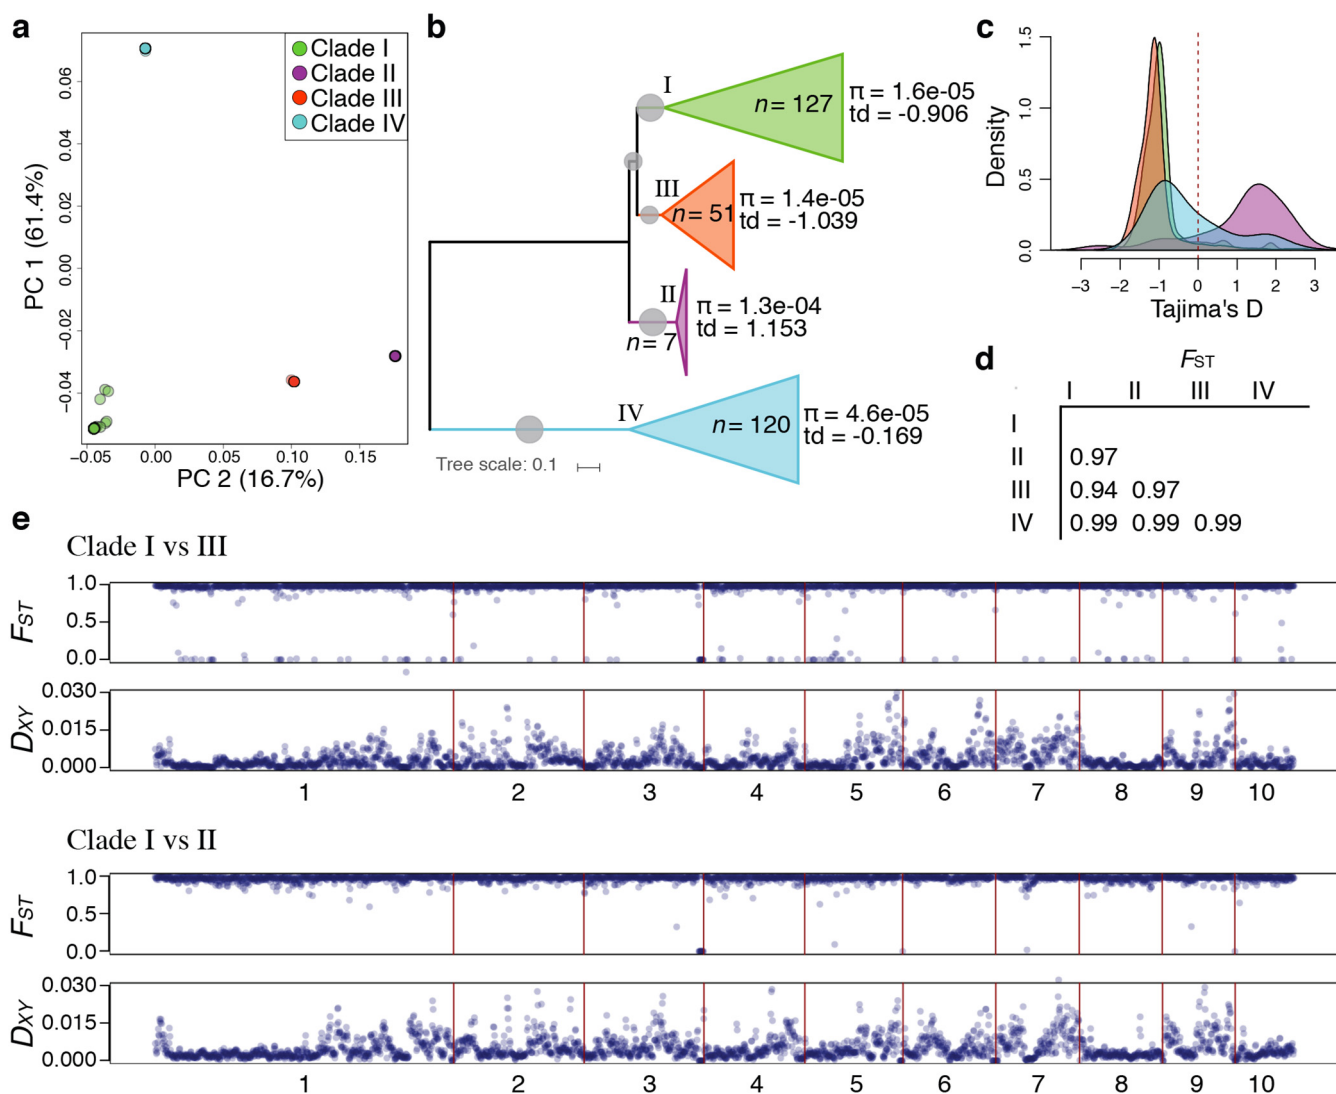 a
Clade I
Clade II
Clade III
Clade IV
PC 1 (61.4%)
0.06
0.04
0.02
0.00
−0.02
−0.04
−0.05
0.00
0.05
0.10
0.15
PC 2 (16.7%)
b
I
n= 127
π = 1.6e-05
td = -0.906
III
n= 51
π = 1.4e-05
td = -1.039
II
n= 7
π = 1.3e-04
td = 1.153
IV
n= 120
π = 4.6e-05
td = -0.169
Tree scale: 0.1
c
Density
1.5
1.0
0.5
0.0
−3
−2
−1
0
1
2
3
Tajima's D
d
FST
I II III IV
I
II 0.97
III 0.94 0.97
IV 0.99 0.99 0.99
e
Clade I vs III
FST
1.0
0.5
0.0
DXY
0.030
0.015
0.000
1 2 3 4 5 6 7 8 9 10
Clade I vs II
FST
1.0
0.5
0.0
DXY
0.030
0.015
0.000
1 2 3 4 5 6 7 8 9 10